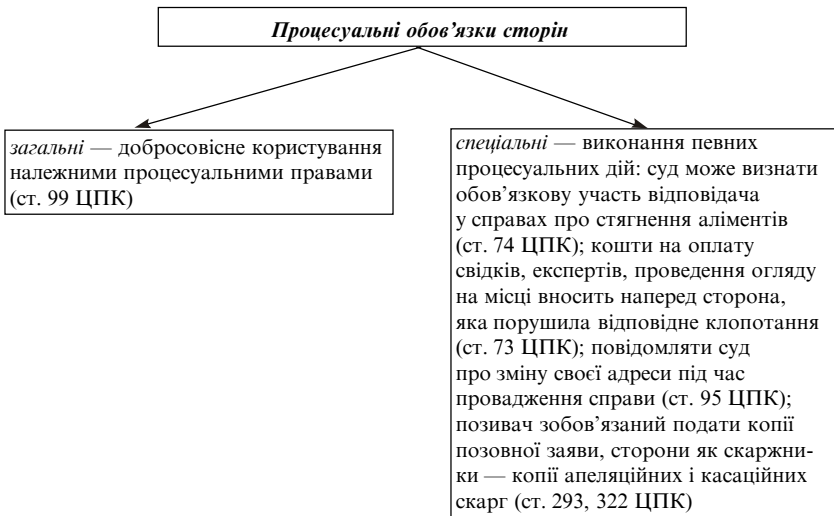 Процесуальні обов’язки сторін
загальні — добросовісне користування
належними процесуальними правами
(ст. 99 ЦПК)
спеціальні — виконання певних
процесуальних дій: суд може визнати
обов’язкову участь відповідача
у справах про стягнення аліментів
(ст. 74 ЦПК); кошти на оплату
свідків, експертів, проведення огляду
на місці вносить наперед сторона,
яка порушила відповідне клопотання
(ст. 73 ЦПК); повідомляти суд
про зміну своєї адреси під час
провадження справи (ст. 95 ЦПК);
позивач зобов’язаний подати копії
позовної заяви, сторони як скаржни-
ки — копії апеляційних і касаційних
скарг (ст. 293, 322 ЦПК)